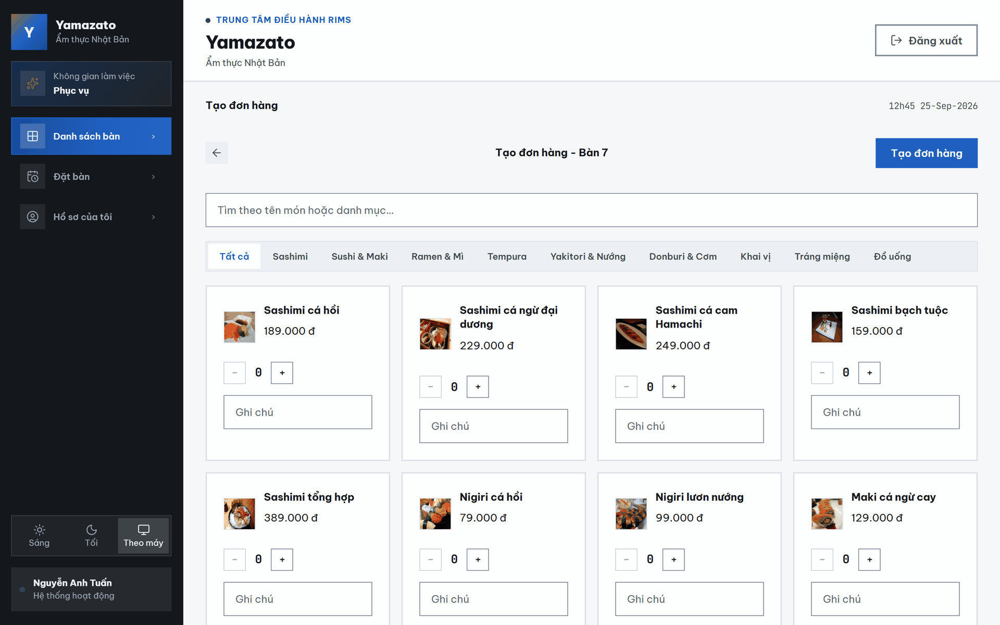 Y
Yamazato
Ẩm thực Nhật Bản
Không gian làm việc
Phục vụ
Danh sách bàn
Đặt bàn
Hồ sơ của tôi
Sáng
Tối
Theo máy
Nguyễn Anh Tuấn
Hệ thống hoạt động
TRUNG TÂM ĐIỀU HÀNH RIMS
Yamazato
Ẩm thực Nhật Bản
Đăng xuất
Tạo đơn hàng
12h45 25-Sep-2026
Tạo đơn hàng - Bàn 7
Tạo đơn hàng
Tìm theo tên món hoặc danh mục...
Tất cả
Sashimi
Sushi & Maki
Ramen & Mì
Tempura
Yakitori & Nướng
Donburi & Cơm
Khai vị
Tráng miệng
Đồ uống
Sashimi cá hồi
189.000 đ
- 0 +
Ghi chú
Sashimi cá ngừ đại
dương
229.000 đ
- 0 +
Ghi chú
Sashimi cá cam
Hamachi
249.000 đ
- 0 +
Ghi chú
Sashimi bạch tuộc
159.000 đ
- 0 +
Ghi chú
Sashimi tổng hợp
389.000 đ
- 0 +
Ghi chú
Nigiri cá hồi
79.000 đ
- 0 +
Ghi chú
Nigiri lươn nướng
99.000 đ
- 0 +
Ghi chú
Maki cá ngừ cay
129.000 đ
- 0 +
Ghi chú